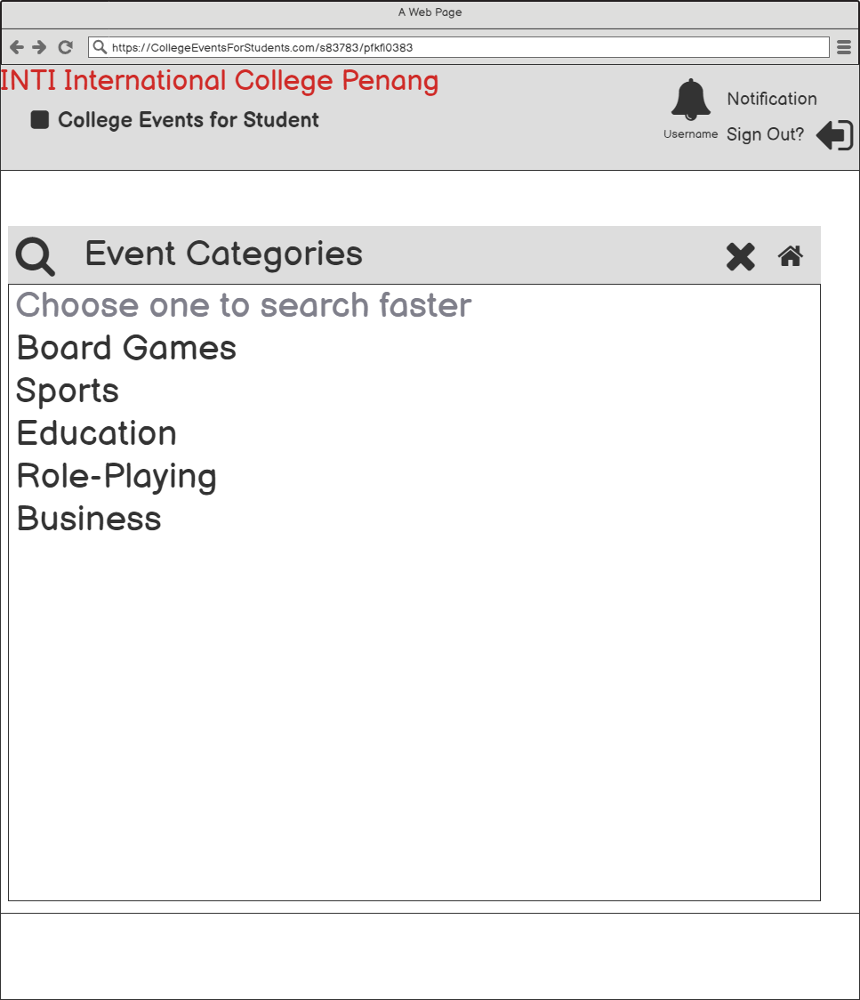 A Web Page
https://CollegeEventsForStudents.com/s83783/pfkfi0383
INTI International College Penang
College Events for Student
Notification
Username
Sign Out?
Event Categories
Choose one to search faster
Board Games
Sports
Education
Role-Playing
Business